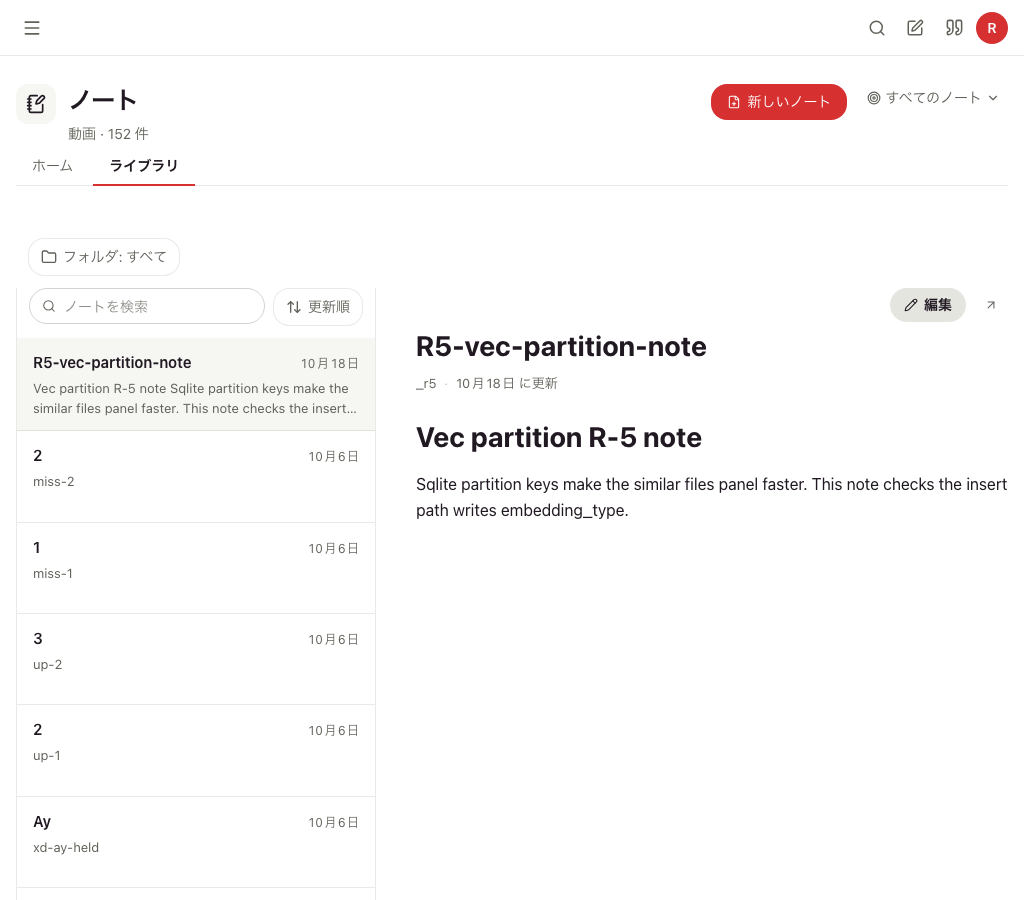 R
ノート
動画 · 152 件
新しいノート
すべてのノート
ホーム
ライブラリ
フォルダ: すべて
ノートを検索
更新順
編集
R5-vec-partition-note
10月18日
Vec partition R-5 note Sqlite partition keys make the
similar files panel faster. This note checks the insert...
2
10月6日
miss-2
1
10月6日
miss-1
3
10月6日
up-2
2
10月6日
up-1
Ay
10月6日
xd-ay-held
R5-vec-partition-note
_r5 · 10月18日 に更新
Vec partition R-5 note
Sqlite partition keys make the similar files panel faster. This note checks the insert
path writes embedding_type.